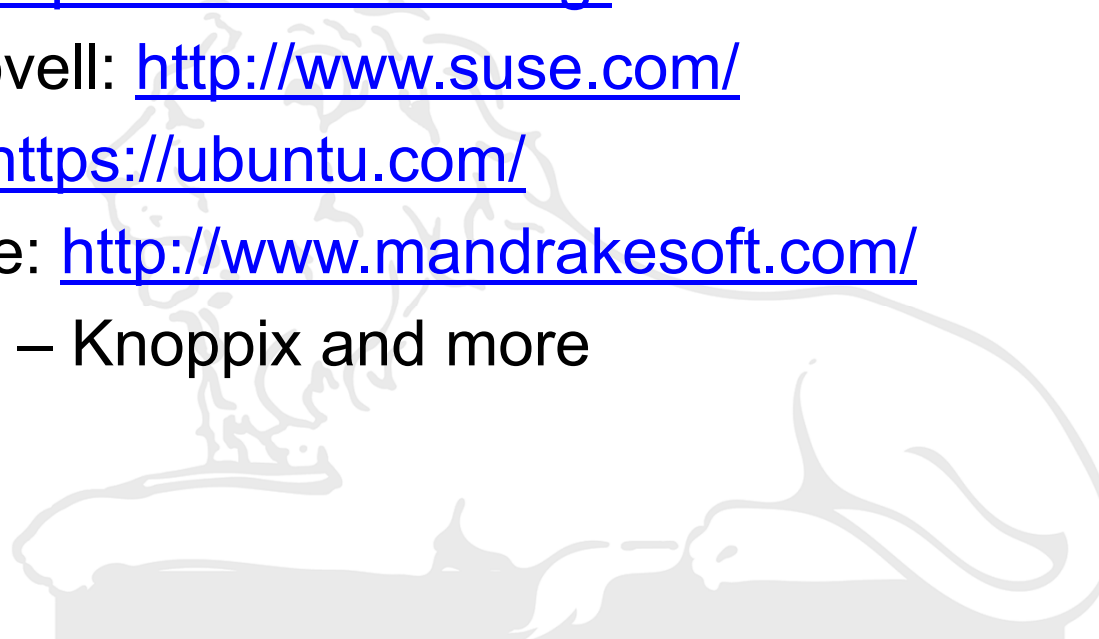 ovell: http://www.suse.com/
https://ubuntu.com/
e: http://www.mandrakesoft.com/
– Knoppix and more